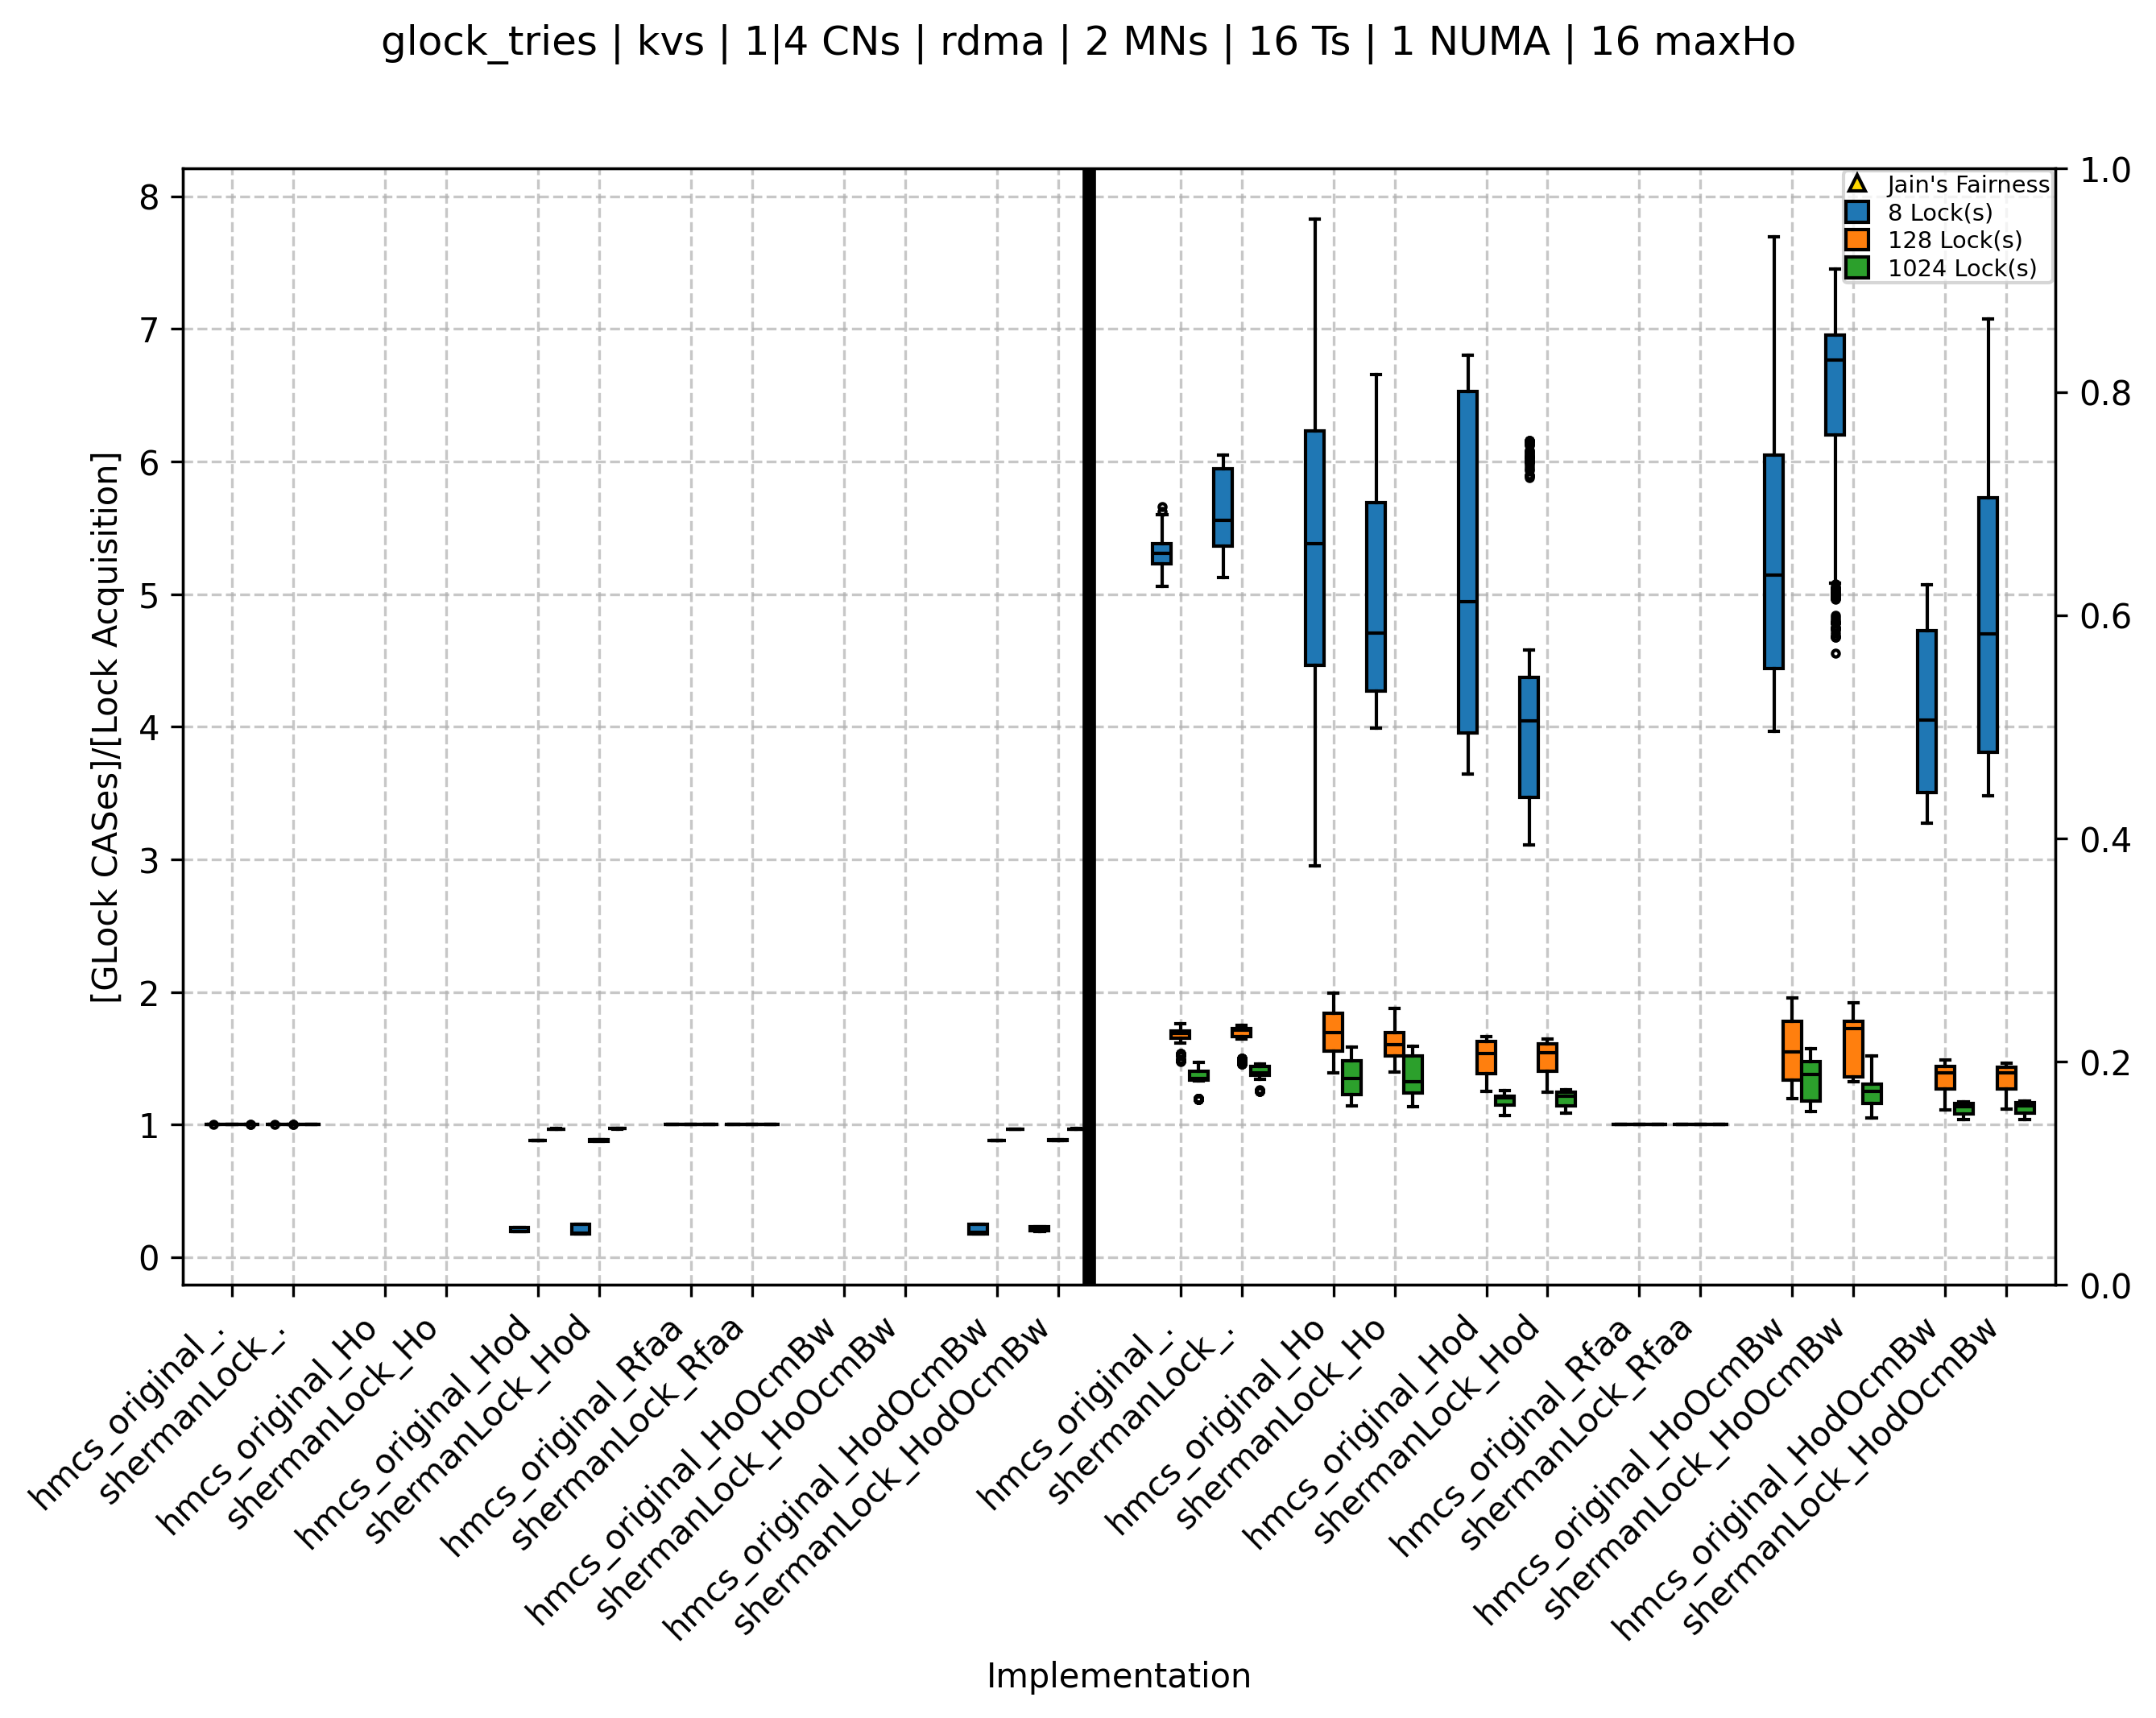 glock_tries | kvs | 1|4 CNs | rdma | 2 MNs | 16 Ts | 1 NUMA | 16 maxHo
[GLock CASes]/[Lock Acquisition]
8
7
6
5
4
3
2
1
0
1.0
0.8
0.6
0.4
0.2
0.0
Jain's Fairness
8 Lock(s)
128 Lock(s)
1024 Lock(s)
hmcs_original_.
shermanLock_.
hmcs_original_Ho
shermanLock_Ho
hmcs_original_Hod
shermanLock_Hod
hmcs_original_Rfaa
shermanLock_Rfaa
hmcs_original_HoOcmBw
shermanLock_HoOcmBw
hmcs_original_HodOcmBw
shermanLock_HodOcmBw
hmcs_original_.
shermanLock_.
hmcs_original_Ho
shermanLock_Ho
hmcs_original_Hod
shermanLock_Hod
hmcs_original_Rfaa
shermanLock_Rfaa
hmcs_original_HoOcmBw
shermanLock_HoOcmBw
hmcs_original_HodOcmBw
shermanLock_HodOcmBw
Implementation